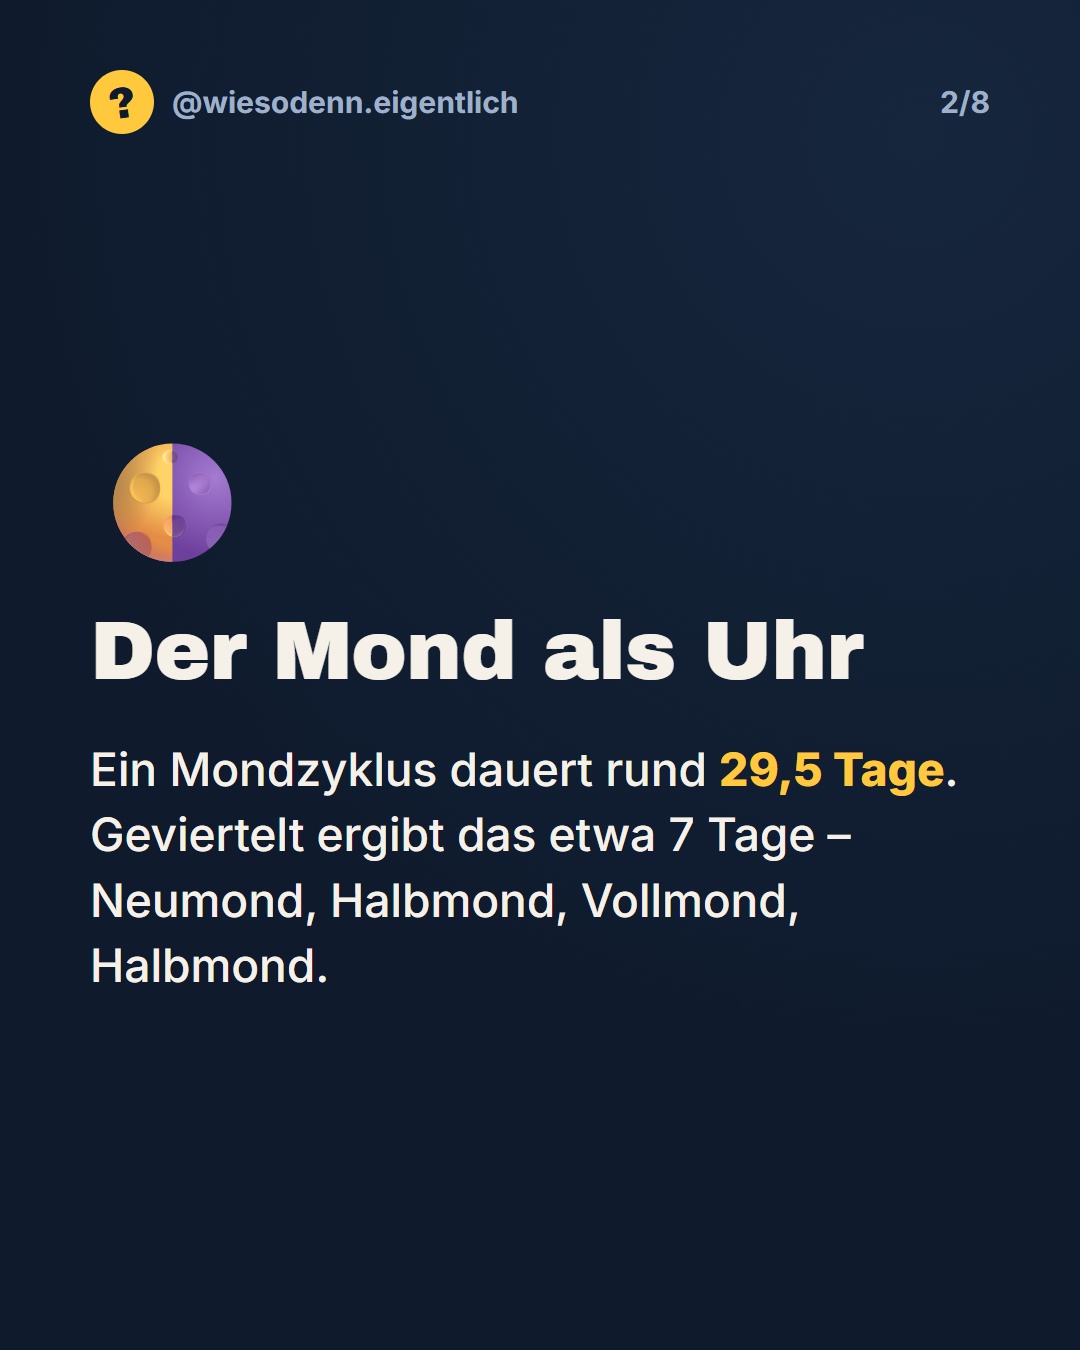 ?
@wiesodenn.eigentlich
2/8
Der Mond als Uhr
Ein Mondzyklus dauert rund 29,5 Tage.
Geviertelt ergibt das etwa 7 Tage –
Neumond, Halbmond, Vollmond,
Halbmond.